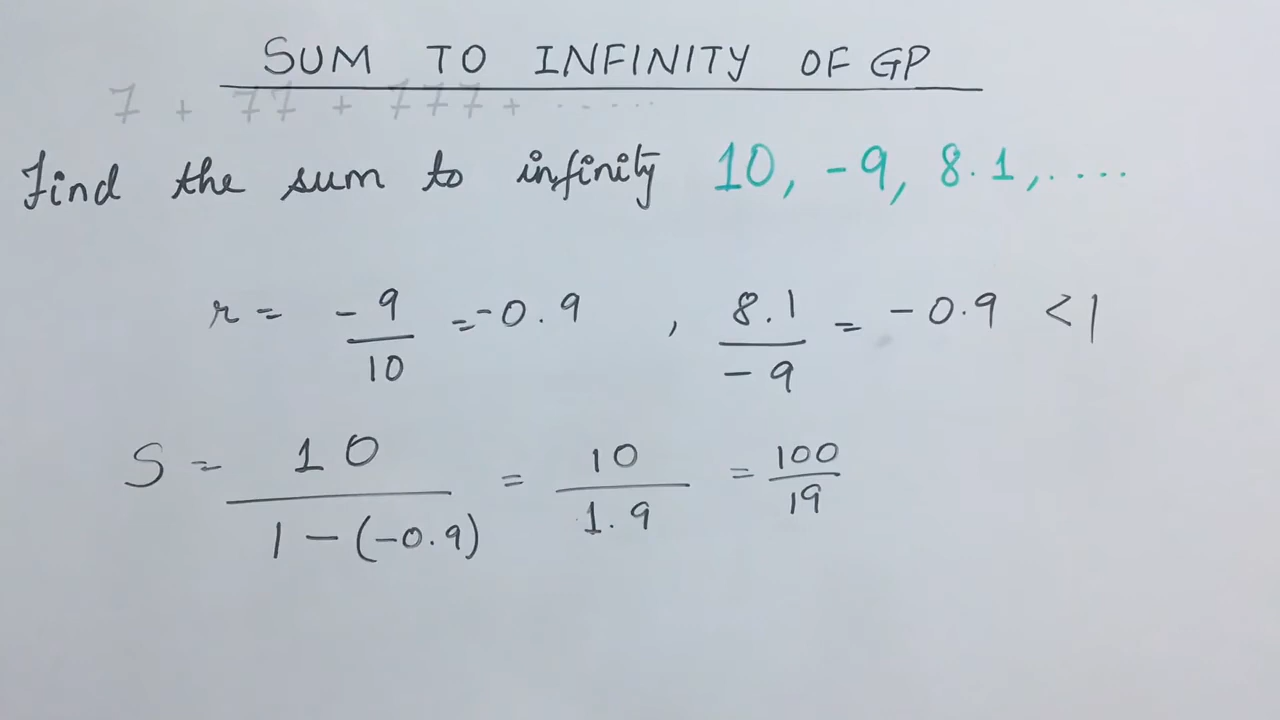 SUM TO INFINITY OF GP
7 + 77 + 777 + ......
Find the sum to infinity 10, -9, 8.1, ....
r = -9/10 = -0.9 , 8.1/-9 = -0.9 < 1
S = 10/1-(-0.9) = 10/1.9 = 100/19